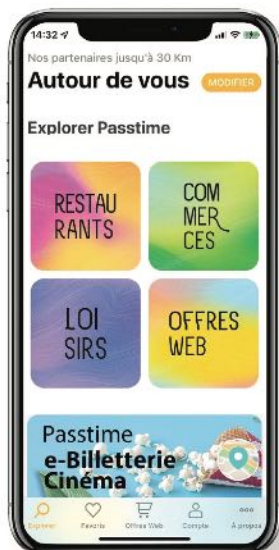 14:32
Nos partenaires jusqu'à 30 Km
Autour de vous
MODIFIER
Explorer Passtime
RESTAU
RANTS
COM
MER
CES
LOI
SIRS
OFFRES
WEB
Passtime
e-Billetterie
Cinéma
Explorer
Favoris
Offres Web
Compte
À propos